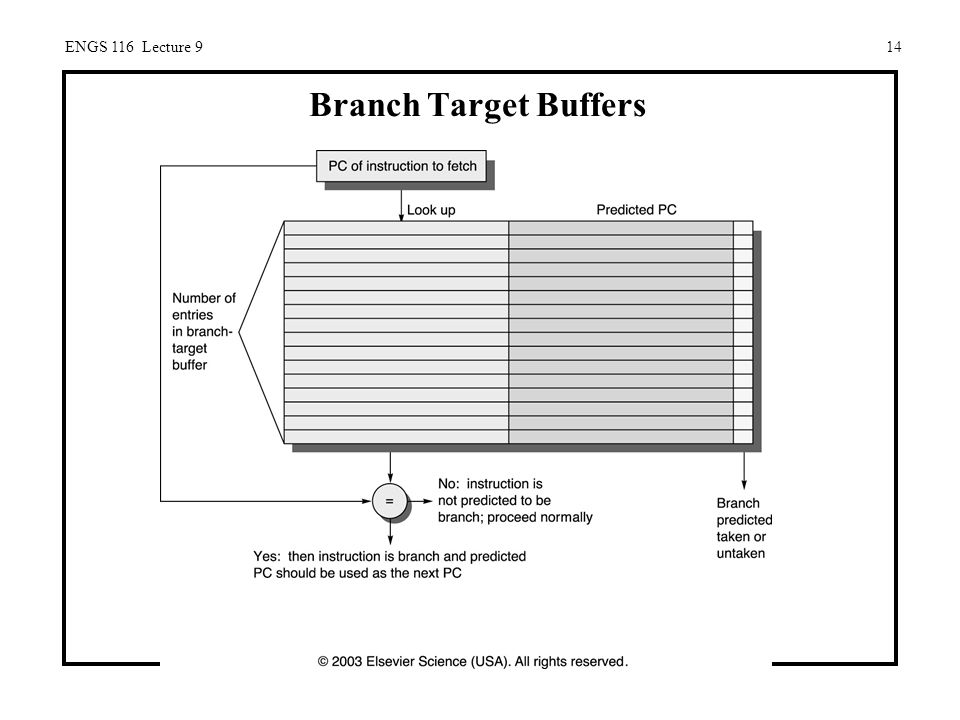 ENGS 116 Lecture 9
14
Branch Target Buffers
PC of instruction to fetch
Look up
Predicted PC
Number of
entries
in branch-
target
buffer
=
No: instruction is
not predicted to be
branch; proceed normally
Branch
predicted
taken or
untaken
Yes: then instruction is branch and predicted
PC should be used as the next PC
© 2003 Elsevier Science (USA). All rights reserved.